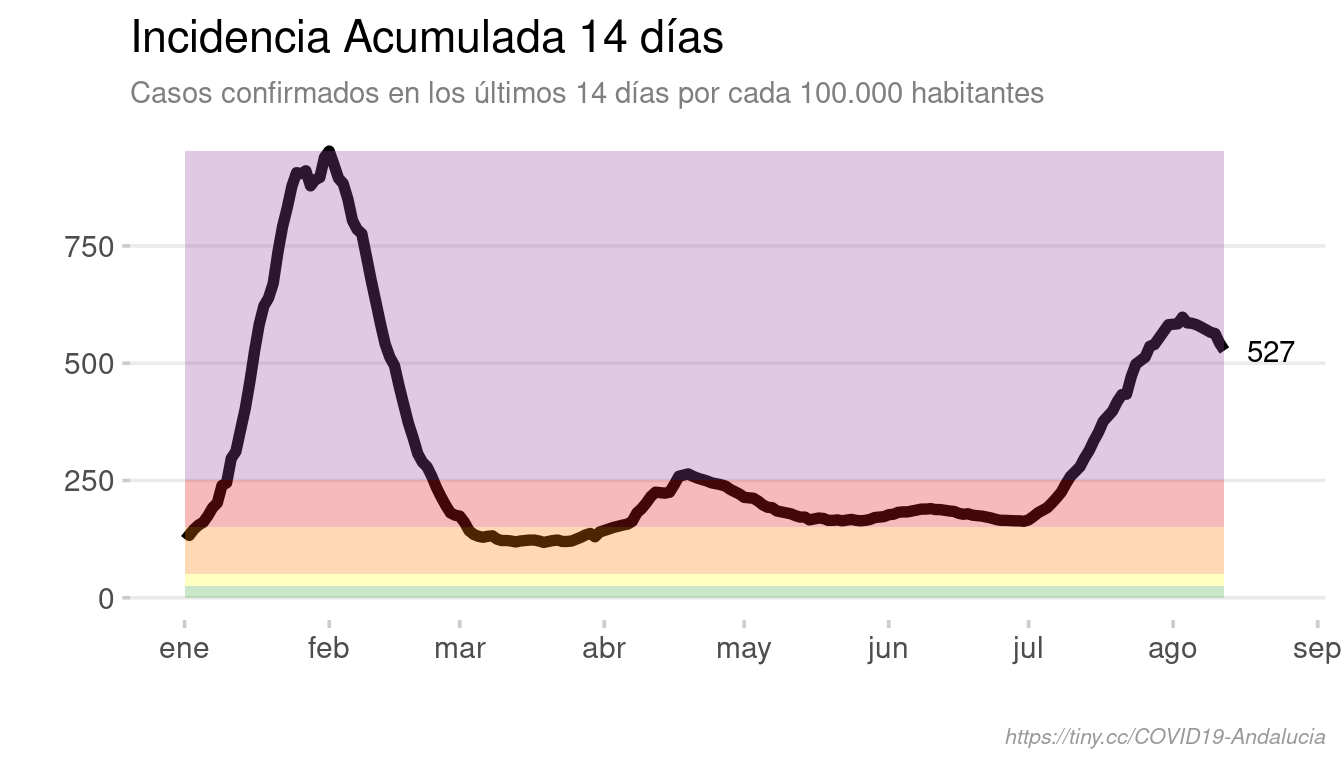 Incidencia Acumulada 14 días
Casos confirmados en los últimos 14 días por cada 100.000 habitantes
750
500
250
0
527
ene feb mar abr may jun jul ago sep
https://tiny.cc/COVID19-Andalucia